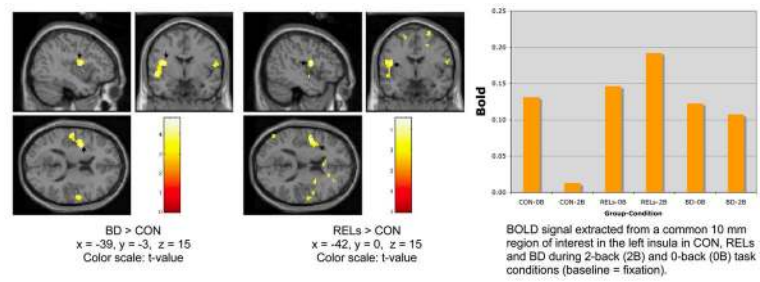 BD > CON
x = -39, y = -3, z = 15
Color scale: t-value
RELs > CON
x = -42, y = 0, z = 15
Color scale: t-value
Bold
0.25
0.20
0.15
0.10
0.05
0.00
CON-0B CON-2B RELs-0B RELs-2B BD-0B BD-2B
Group-Condition
BOLD signal extracted from a common 10 mm
region of interest in the left insula in CON, RELs
and BD during 2-back (2B) and 0-back (0B) task
conditions (baseline = fixation).